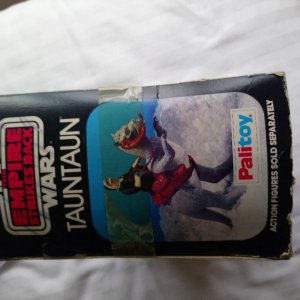 THE
EMPIRE
STRIKES BACK
WARS
TAUNTAUN
Palitoy
ACTION FIGURES SOLD SEPARATELY